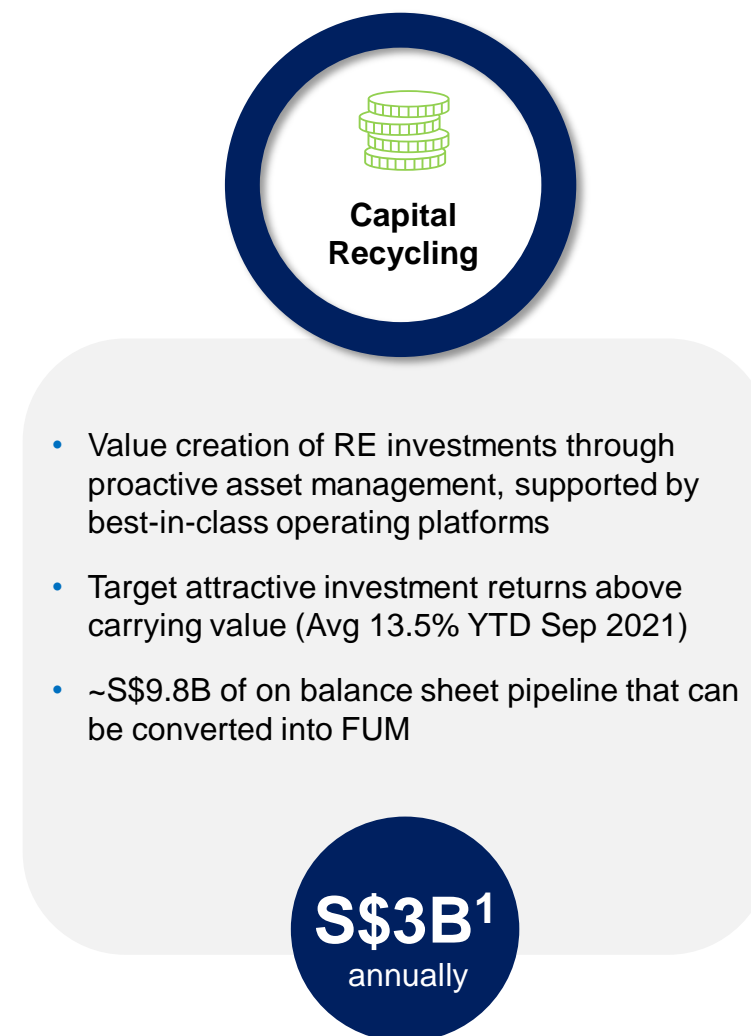 Capital
Recycling
• Value creation of RE investments through
proactive asset management, supported by
best-in-class operating platforms
• Target attractive investment returns above
carrying value (Avg 13.5% YTD Sep 2021)
• ~S$9.8B of on balance sheet pipeline that can
be converted into FUM
S$3B¹
annually